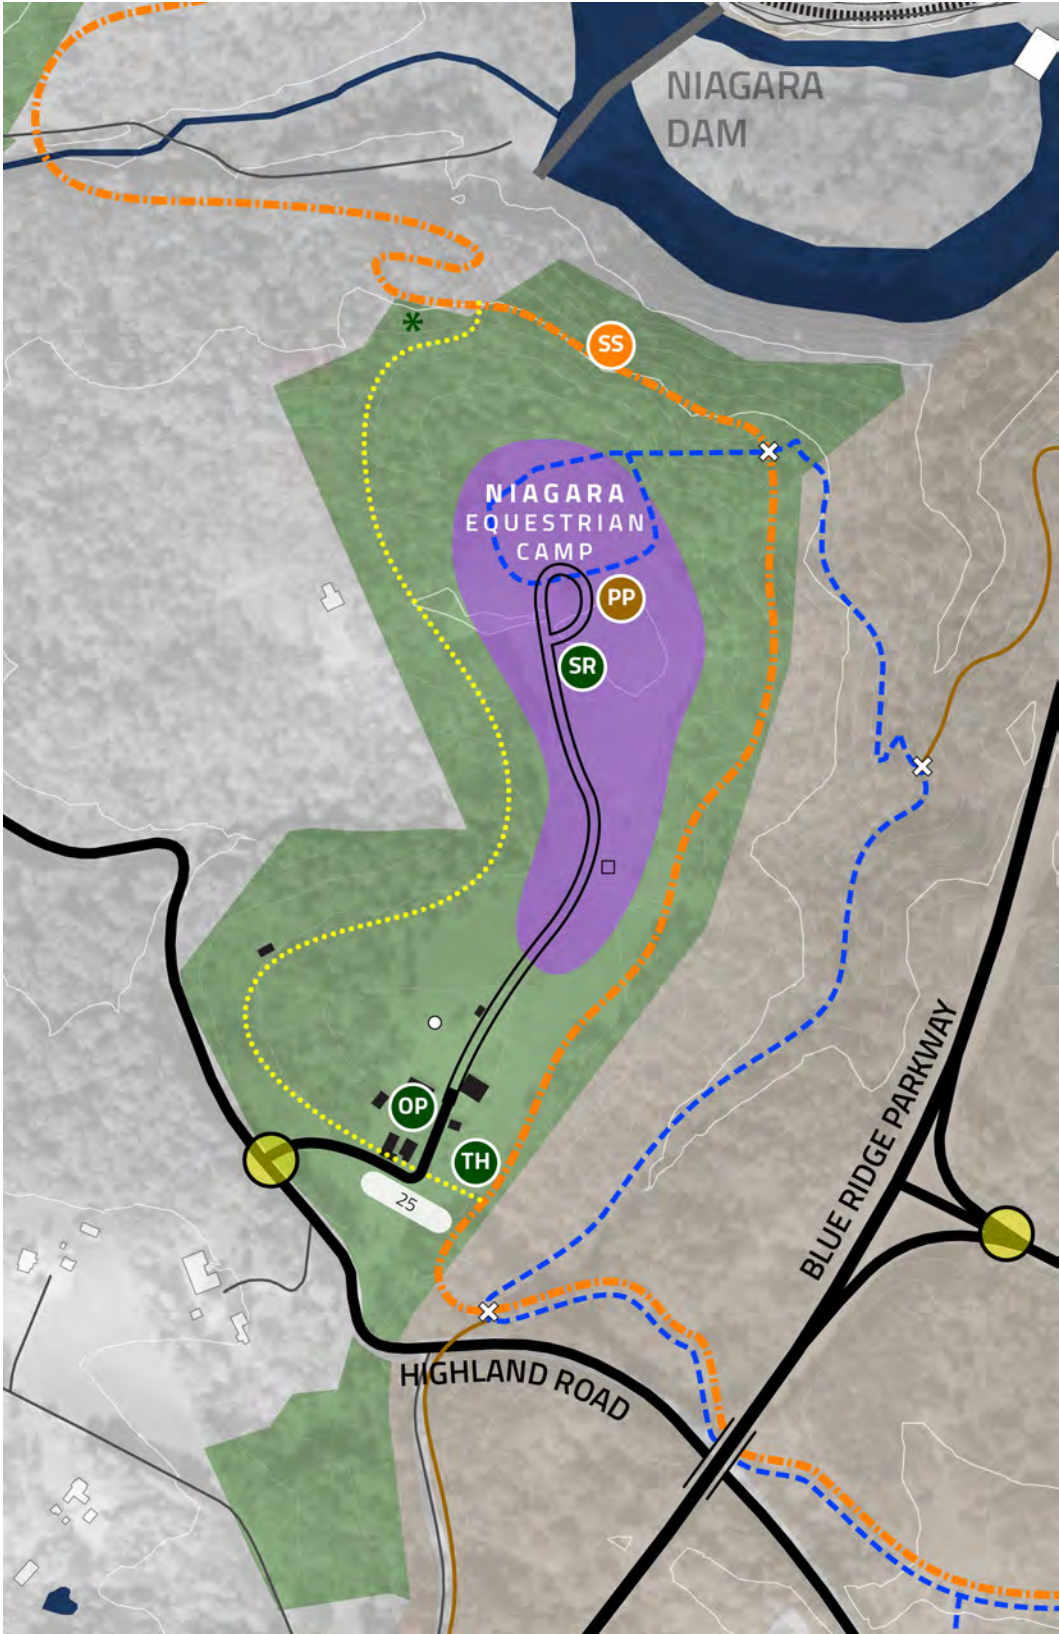 NIAGARA
DAM
SS
NIAGARA
EQUESTRIAN
CAMP
PP
SR
BLUE RIDGE PARKWAY
OP
TH
25
HIGHLAND ROAD